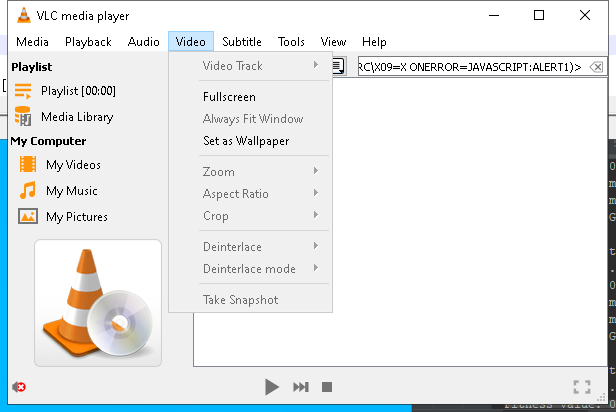 VLC media player
Media Playback Audio Video Subtitle Tools View Help
Playlist
Playlist [00:00]
Media Library
My Computer
My Videos
My Music
My Pictures
Video Track
Fullscreen
Always Fit Window
Set as Wallpaper
Zoom
Aspect Ratio
Crop
Deinterlace
Deinterlace mode
Take Snapshot
RC\X09=X ONERROR=JAVASCRIPT:ALERT1)>